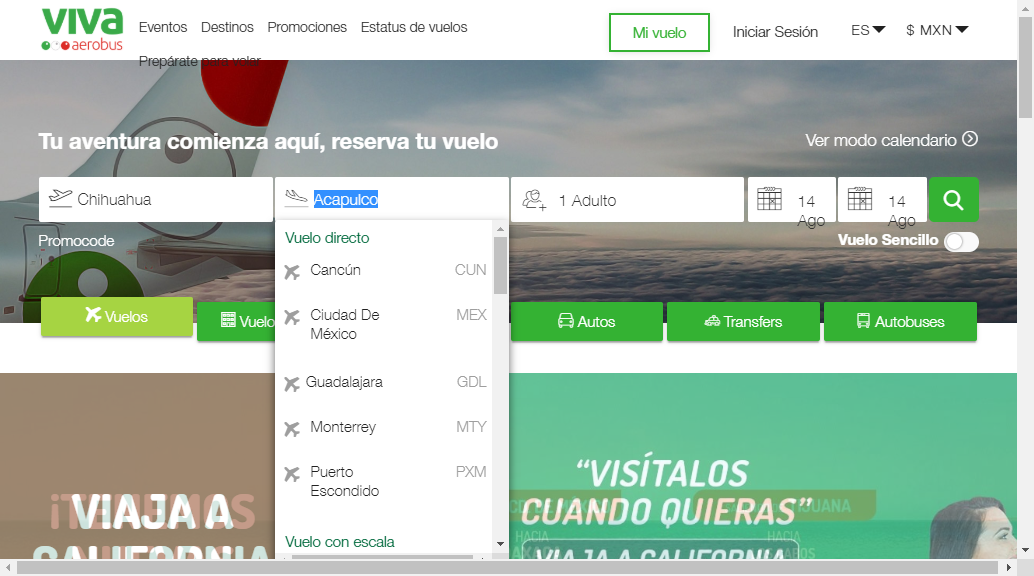 viva
aerobus
Eventos Destinos Promociones Estatus de vuelos
Prepárate para volar
Mi vuelo
Iniciar Sesión
ES
$ MXN
Tu aventura comienza aquí, reserva tu vuelo
Ver modo calendario
Chihuahua
Acapulco
1 Adulto
14
Ago
14
Ago
Promocode
Vuelo Sencillo
Vuelo directo
Cancún CUN
Ciudad De MEX
México
Guadalajara GDL
Monterrey MTY
Puerto PXM
Escondido
Vuelo con escala
Vuelos
Vuelo
Autos
Transfers
Autobuses
¡TENEMOS
VIAJA A
CALIFORNIA
“VISÍTALOS
CUANDO QUIERAS”
HACIA
HACIA
VIAJA A CALIFORNIA